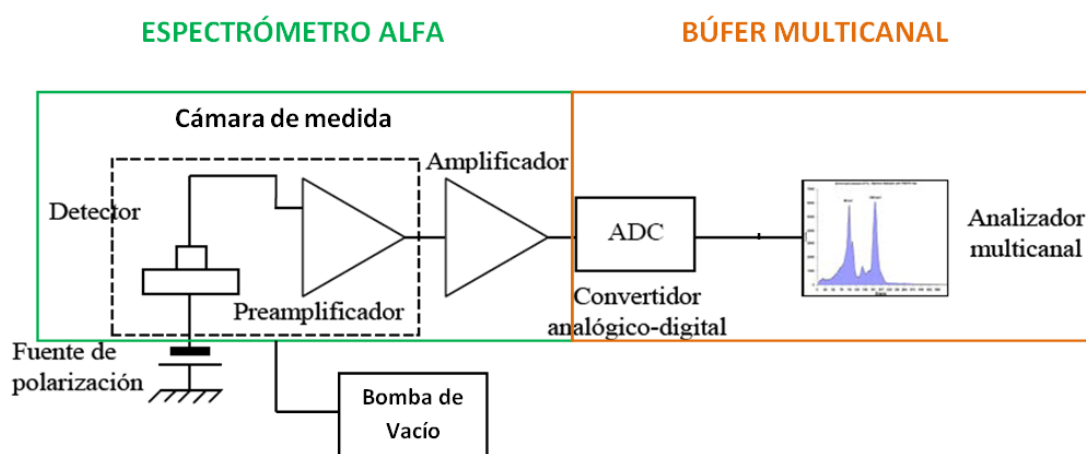 ESPECTRÓMETRO ALFA
BÚFER MULTICANAL
Cámara de medida
Amplificador
Detector
ADC
Analizador
multicanal
Preamplificador
Convertidor
analógico-digital
Fuente de
polarización
Bomba de
Vacío